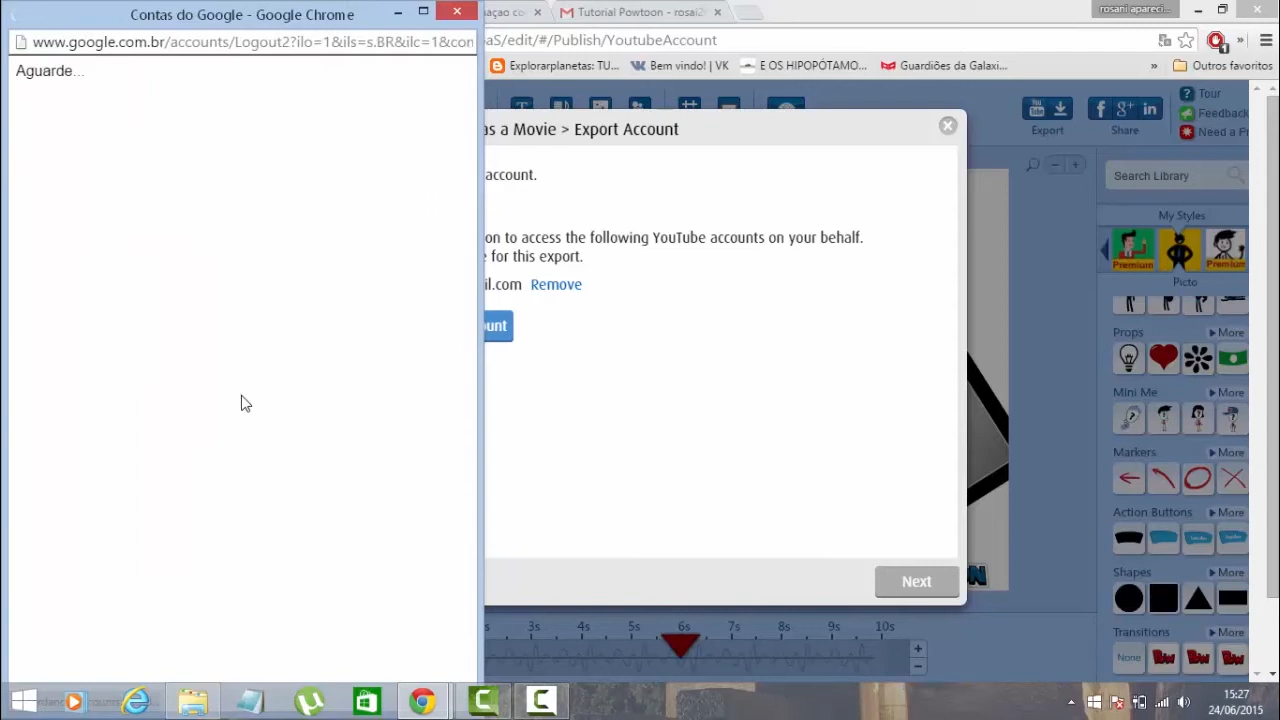 Contas do Google - Google Chrome
www.google.com.br/accounts/Logout2?ilo=1&ils=s.BR&ilc=1&con
Aguarde...
Tutorial Powtoon - rosai2
rosani apareci...
aS/edit/#/Publish/YoutubeAccount
Explorarplanetas: TU...
Bem vindo! | VK
E OS HIPOPÓTAMO...
Guardiões da Galaxi...
»
Outros favoritos
as a Movie > Export Account
account.
on to access the following YouTube accounts on your behalf.
e for this export.
il.com Remove
ount
Next
You Tube
Export
f g+ in
Share
? Tour
Feedback
Need a P
Search Library
My Styles
Premium
Premium
Picto
Props
More
Mini Me
More
Markers
More
Action Buttons
More
Shapes
More
Transitions
More
None
3s 4s 5s 6s 7s 8s 9s 10s
15:27
24/06/2015